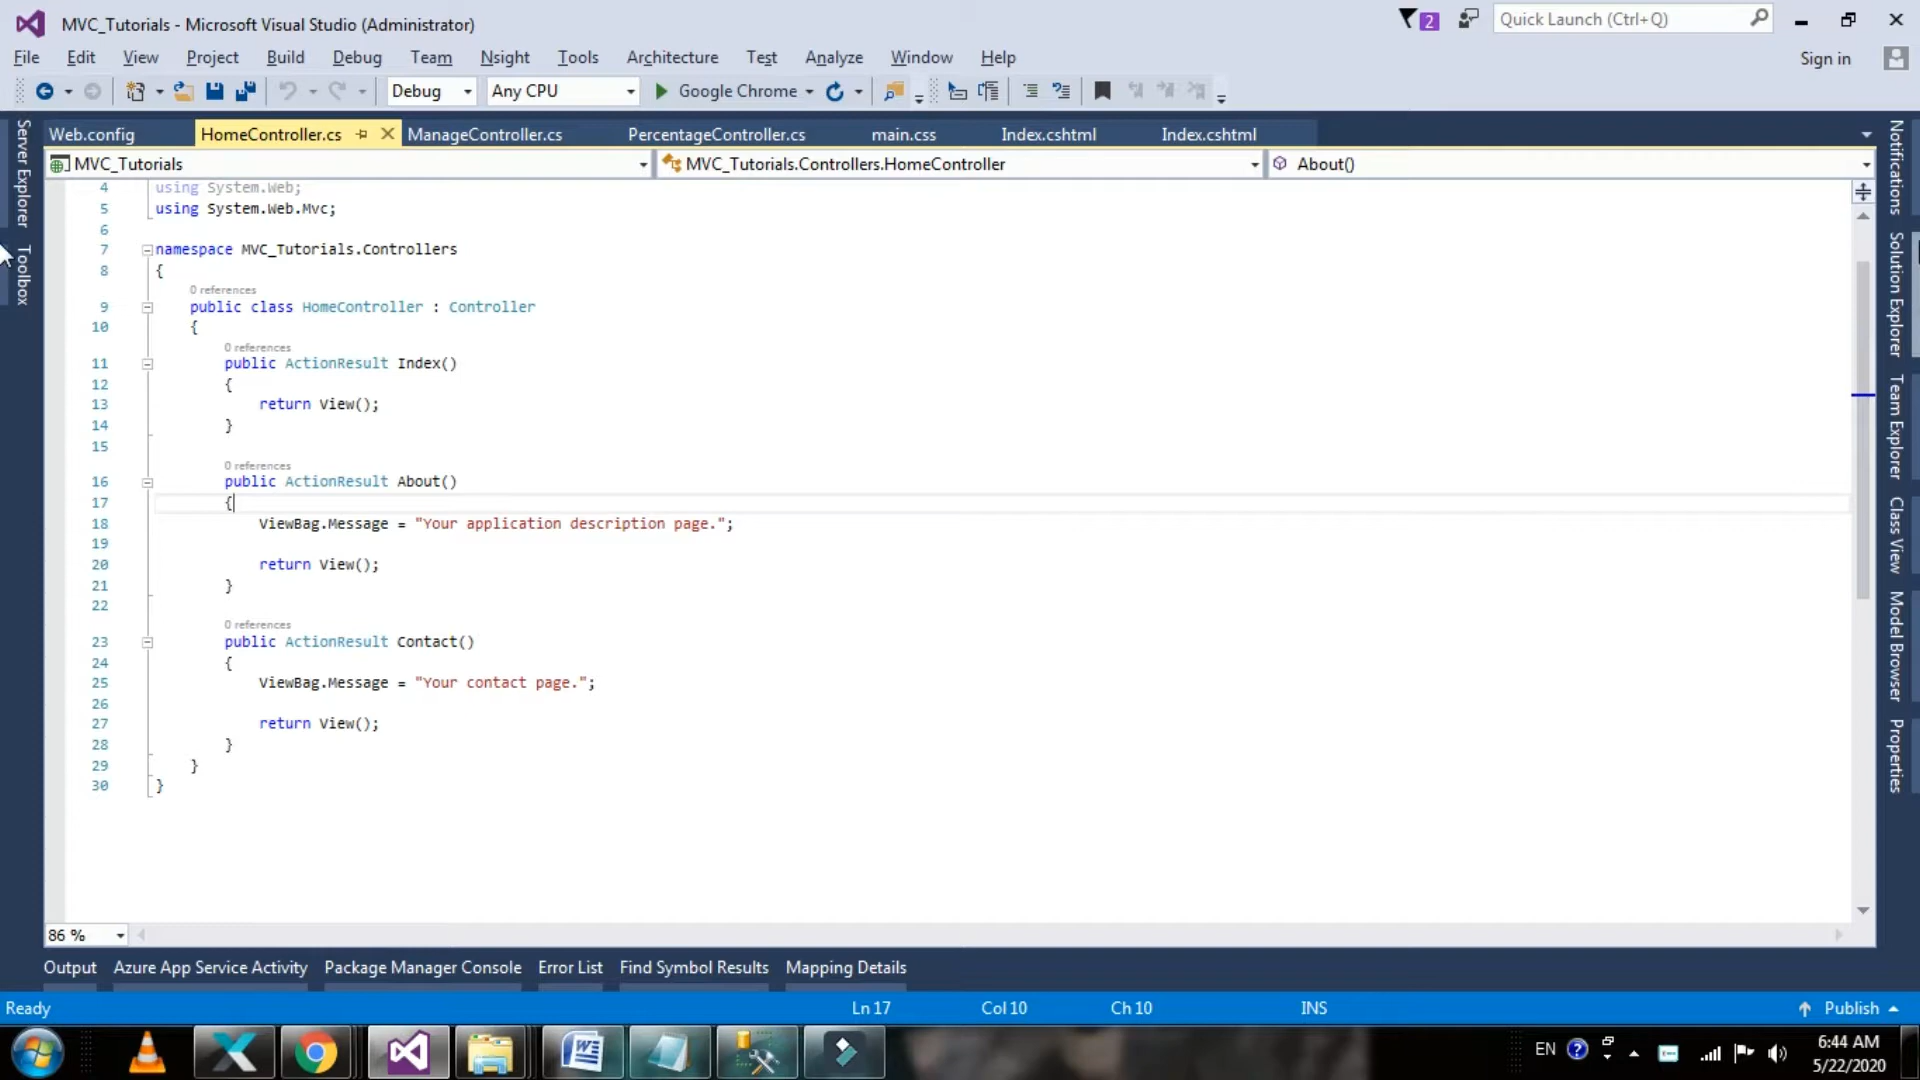 MVC_Tutorials - Microsoft Visual Studio (Administrator)
2
Quick Launch (Ctrl+Q)
File Edit View Project Build Debug Team Nsight Tools Architecture Test Analyze Window Help
Sign in
Debug
Any CPU
Google Chrome
Web.config
HomeController.cs
ManageController.cs
PercentageController.cs
main.css
Index.cshtml
Index.cshtml
MVC_Tutorials
MVC_Tutorials.Controllers.HomeController
About()
Server Explorer
Toolbox
4 using System.Web;
5 using System.Web.Mvc;
6
7 namespace MVC_Tutorials.Controllers
8 {
0 references
9 public class HomeController : Controller
10 {
0 references
11 public ActionResult Index()
12 {
13 return View();
14 }
15
0 references
16 public ActionResult About()
17 {
18 ViewBag.Message = "Your application description page.";
19
20 return View();
21 }
22
0 references
23 public ActionResult Contact()
24 {
25 ViewBag.Message = "Your contact page.";
26
27 return View();
28 }
29 }
30 }
Notifications
Solution Explorer
Team Explorer
Class View
Model Browser
Properties
86 %
Output Azure App Service Activity Package Manager Console Error List Find Symbol Results Mapping Details
Ready
Ln 17
Col 10
Ch 10
INS
Publish
EN
6:44 AM
5/22/2020